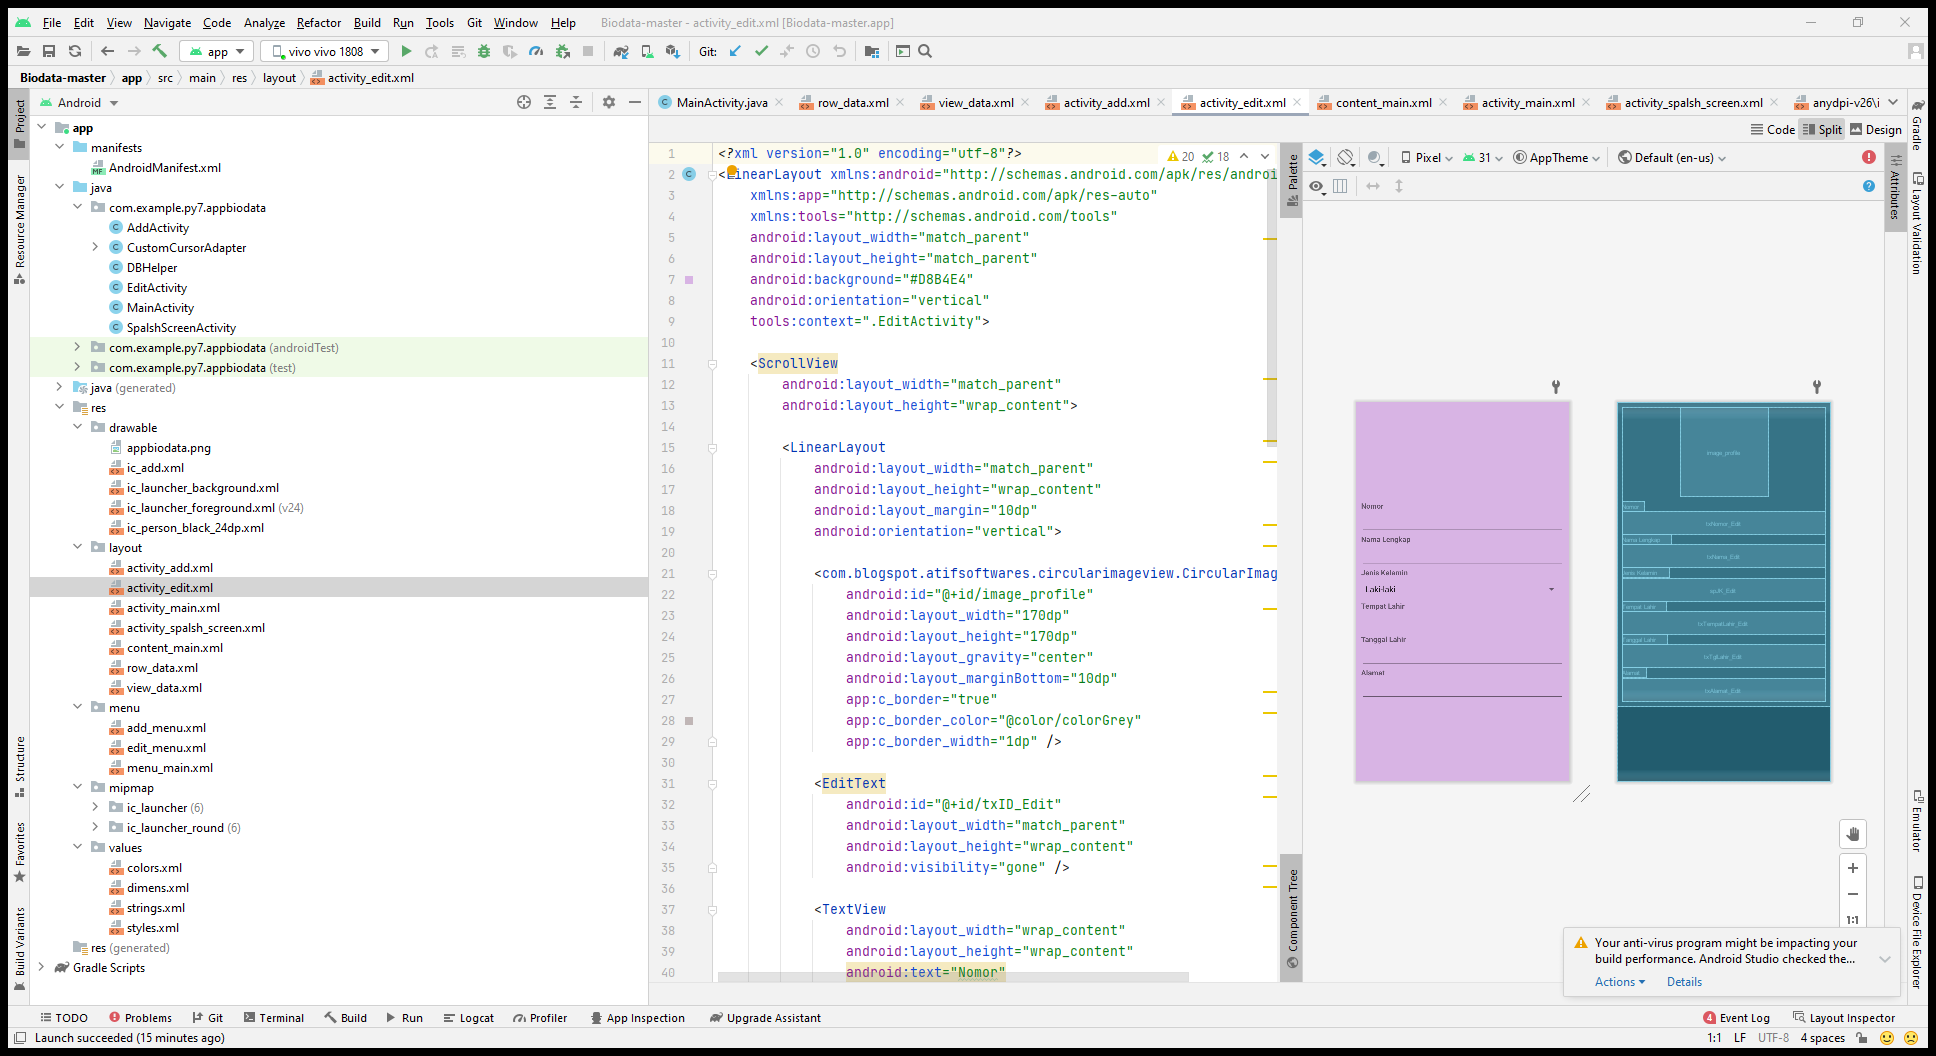 File Edit View Navigate Code Analyze Refactor Build Run Tools Git Window Help Biodata-master - activity_edit.xml [Biodata-master.app]
app vivo vivo 1808 Git:
Biodata-master app src main res layout activity_edit.xml
Android
MainActivity.java row_data.xml view_data.xml activity_add.xml activity_edit.xml content_main.xml activity_main.xml activity_spalsh_screen.xml anydpi-v26\i
Code Split Design
Project
Resource Manager
Structure
Favorites
Build Variants
app
manifests
AndroidManifest.xml
java
com.example.py7.appbiodata
AddActivity
CustomCursorAdapter
DBHelper
EditActivity
MainActivity
SpalshScreenActivity
com.example.py7.appbiodata (androidTest)
com.example.py7.appbiodata (test)
java (generated)
res
drawable
appbiodata.png
ic_add.xml
ic_launcher_background.xml
ic_launcher_foreground.xml (v24)
ic_person_black_24dp.xml
layout
activity_add.xml
activity_edit.xml
activity_main.xml
activity_spalsh_screen.xml
content_main.xml
row_data.xml
view_data.xml
menu
add_menu.xml
edit_menu.xml
menu_main.xml
mipmap
ic_launcher (6)
ic_launcher_round (6)
values
colors.xml
dimens.xml
strings.xml
styles.xml
res (generated)
Gradle Scripts
20 18
1 <?xml version="1.0" encoding="utf-8"?>
2 <LinearLayout xmlns:android="http://schemas.android.com/apk/res/androi
3 xmlns:app="http://schemas.android.com/apk/res-auto"
4 xmlns:tools="http://schemas.android.com/tools"
5 android:layout_width="match_parent"
6 android:layout_height="match_parent"
7 android:background="#D8B4E4"
8 android:orientation="vertical"
9 tools:context=".EditActivity">
10
11 <ScrollView
12 android:layout_width="match_parent"
13 android:layout_height="wrap_content">
14
15 <LinearLayout
16 android:layout_width="match_parent"
17 android:layout_height="wrap_content"
18 android:layout_margin="10dp"
19 android:orientation="vertical">
20
21 <com.blogspot.atifsoftwares.circularimageview.CircularImag
22 android:id="@+id/image_profile"
23 android:layout_width="170dp"
24 android:layout_height="170dp"
25 android:layout_gravity="center"
26 android:layout_marginBottom="10dp"
27 app:c_border="true"
28 app:c_border_color="@color/colorGrey"
29 app:c_border_width="1dp" />
30
31 <EditText
32 android:id="@+id/txID_Edit"
33 android:layout_width="match_parent"
34 android:layout_height="wrap_content"
35 android:visibility="gone" />
36
37 <TextView
38 android:layout_width="wrap_content"
39 android:layout_height="wrap_content"
40 android:text="Nomor"
Palette
Component Tree
Pixel 31 AppTheme Default (en-us)
Nomor
Nama Lengkap
Jenis Kelamin
Laki-laki
Tempat Lahir
Tanggal Lahir
Alamat
image_profile
Nomor
txNomor_Edit
Nama Lengkap
txNama_Edit
Jenis Kelamin
spJK_Edit
Tempat Lahir
txTempatLahir_Edit
Tanggal Lahir
txTglLahir_Edit
Alamat
txAlamat_Edit
1:1
Attributes
Gradle
Layout Validation
Emulator
Device File Explorer
Your anti-virus program might be impacting your
build performance. Android Studio checked the...
Actions Details
TODO Problems Git Terminal Build Run Logcat Profiler App Inspection Upgrade Assistant 4 Event Log Layout Inspector
Launch succeeded (15 minutes ago) 1:1 LF UTF-8 4 spaces